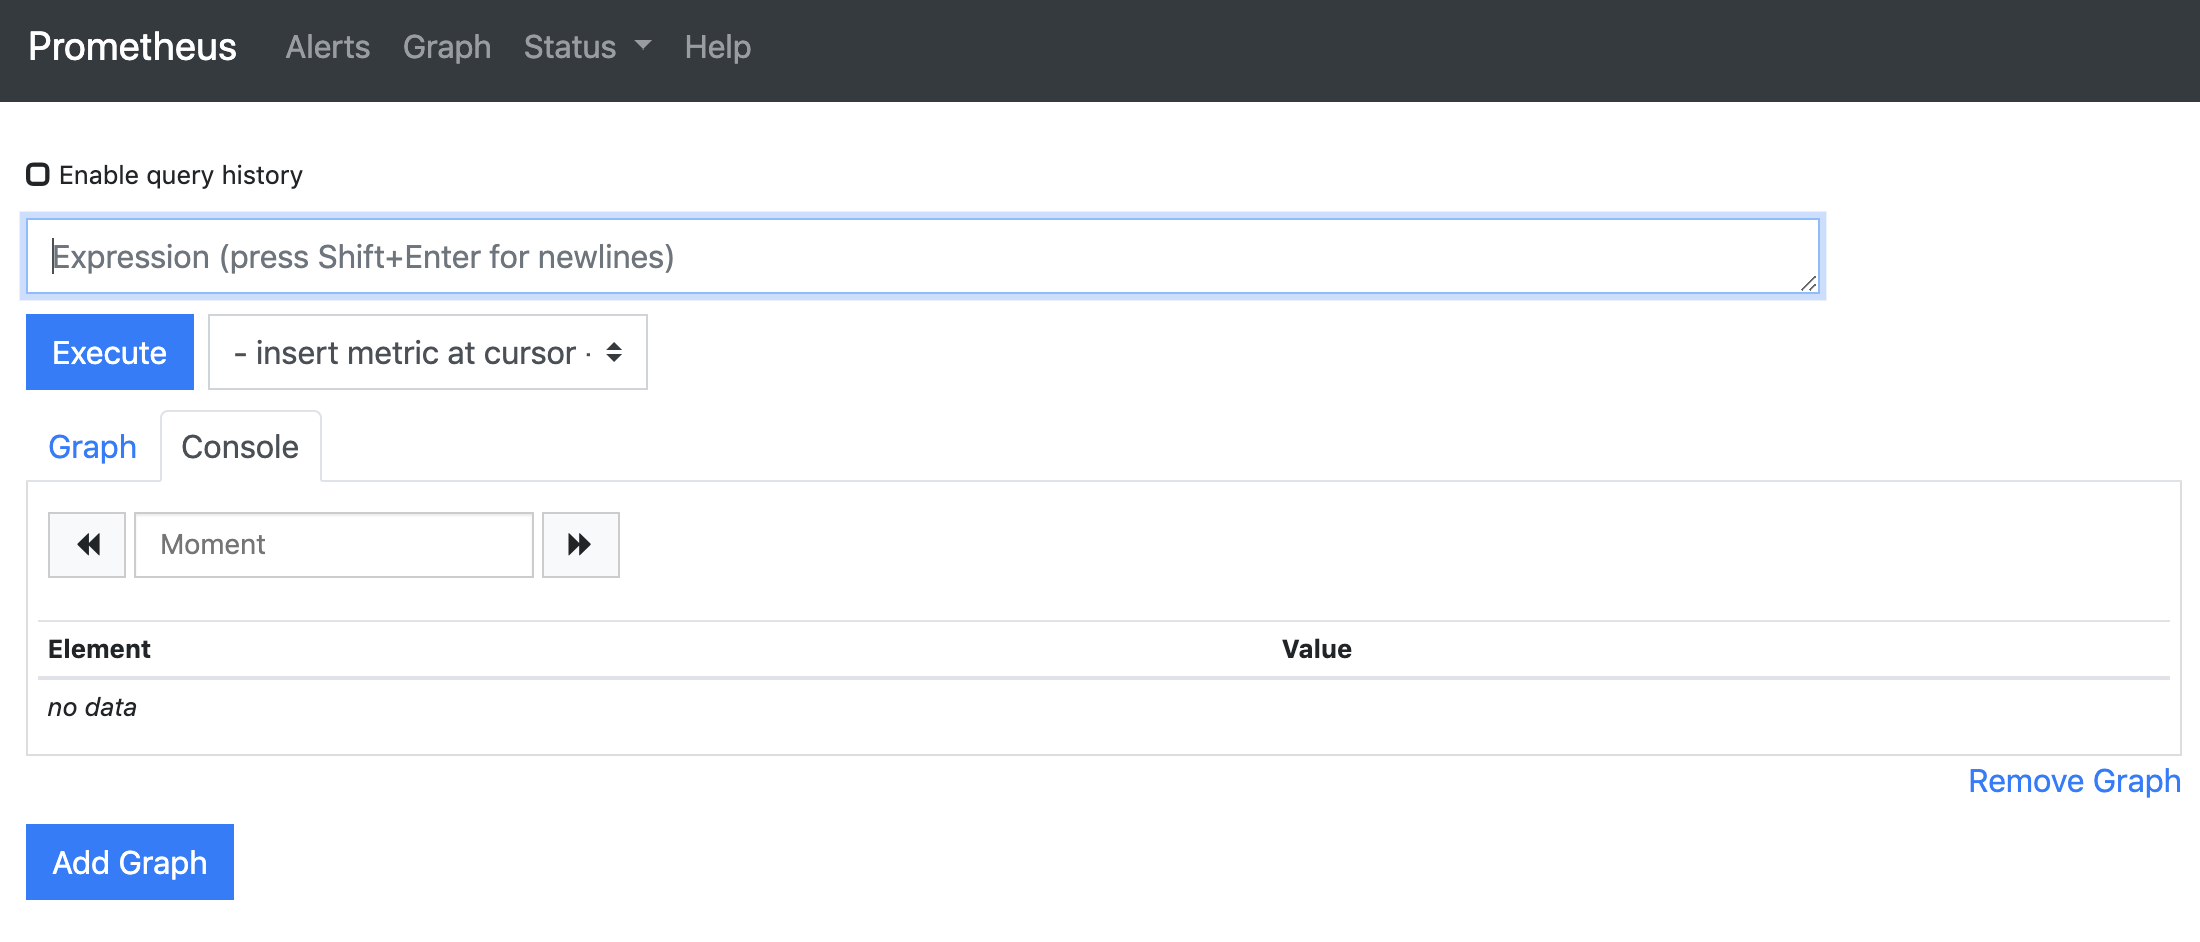 Prometheus Alerts Graph Status Help
Enable query history
Expression (press Shift+Enter for newlines)
Execute - insert metric at cursor -
Graph Console
Moment
Element Value
no data
Remove Graph
Add Graph